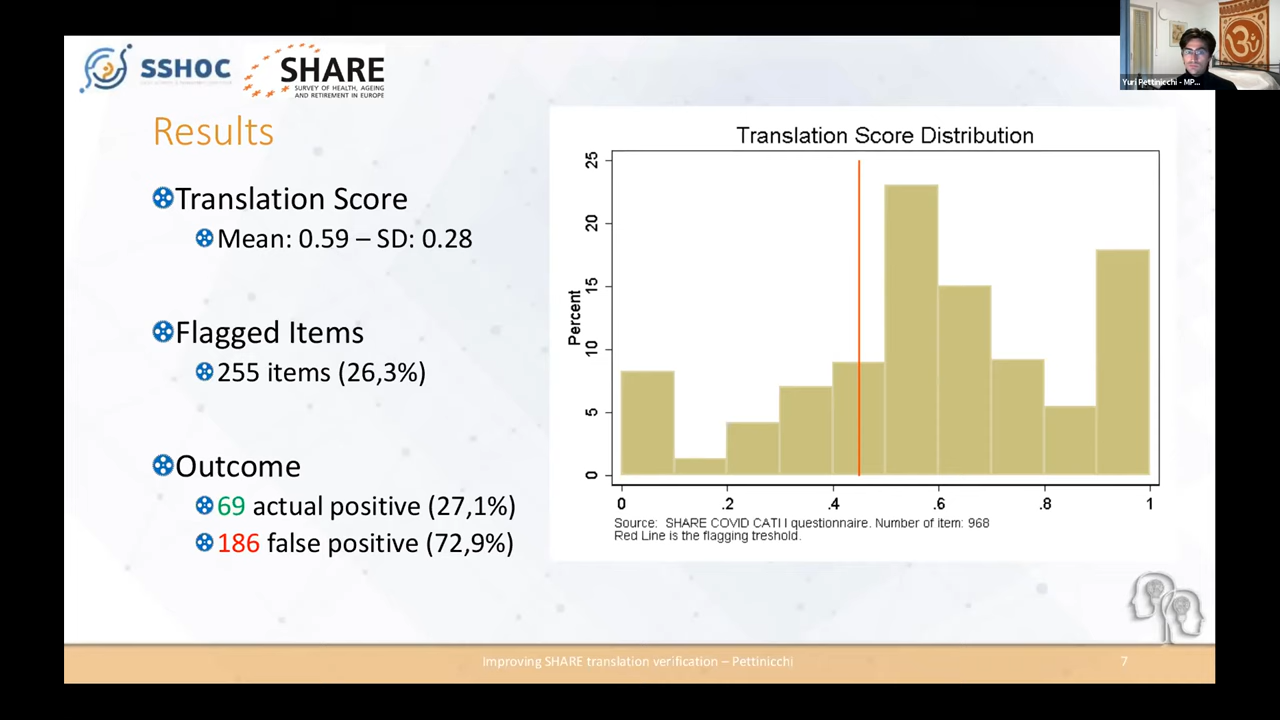 SSHOC
SHARE
SURVEY OF HEALTH, AGEING
AND RETIREMENT IN EUROPE
Yuri Pettinicchi - MP...
Results
Translation Score
Mean: 0.59 – SD: 0.28
Flagged Items
255 items (26,3%)
Outcome
69 actual positive (27,1%)
186 false positive (72,9%)
Translation Score Distribution
Percent
25
20
15
10
5
0
0 .2 .4 .6 .8 1
Source: SHARE COVID CATI I questionnaire. Number of item: 968
Red Line is the flagging treshold.
Improving SHARE translation verification – Pettinicchi
7